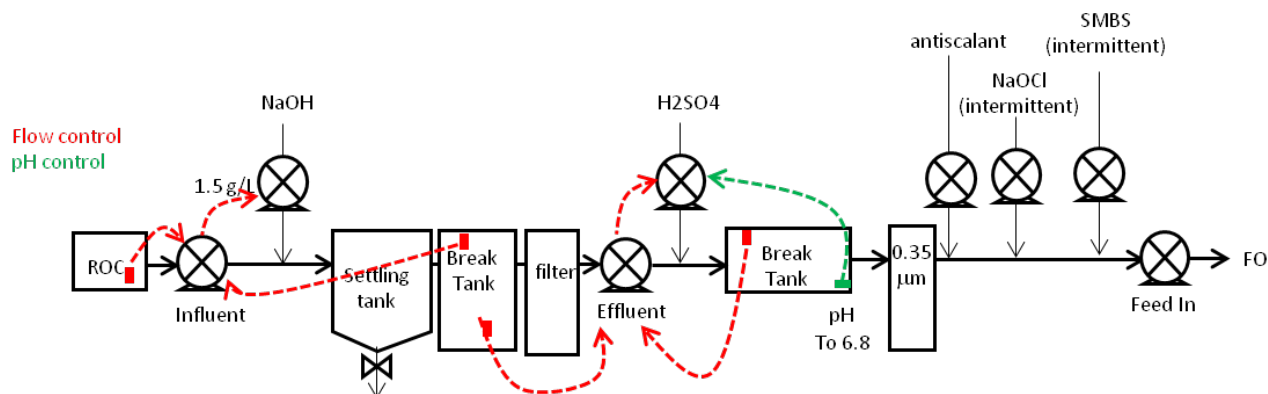 SMBS
(intermittent)
antiscalant
NaOCl
(intermittent)
NaOH
H2SO4
Flow control
pH control
1.5 g/L
ROC
Settling
tank
Break
Tank
filter
Break
Tank
0.35
µm
FO
Influent
Effluent
Feed In
pH
To 6.8